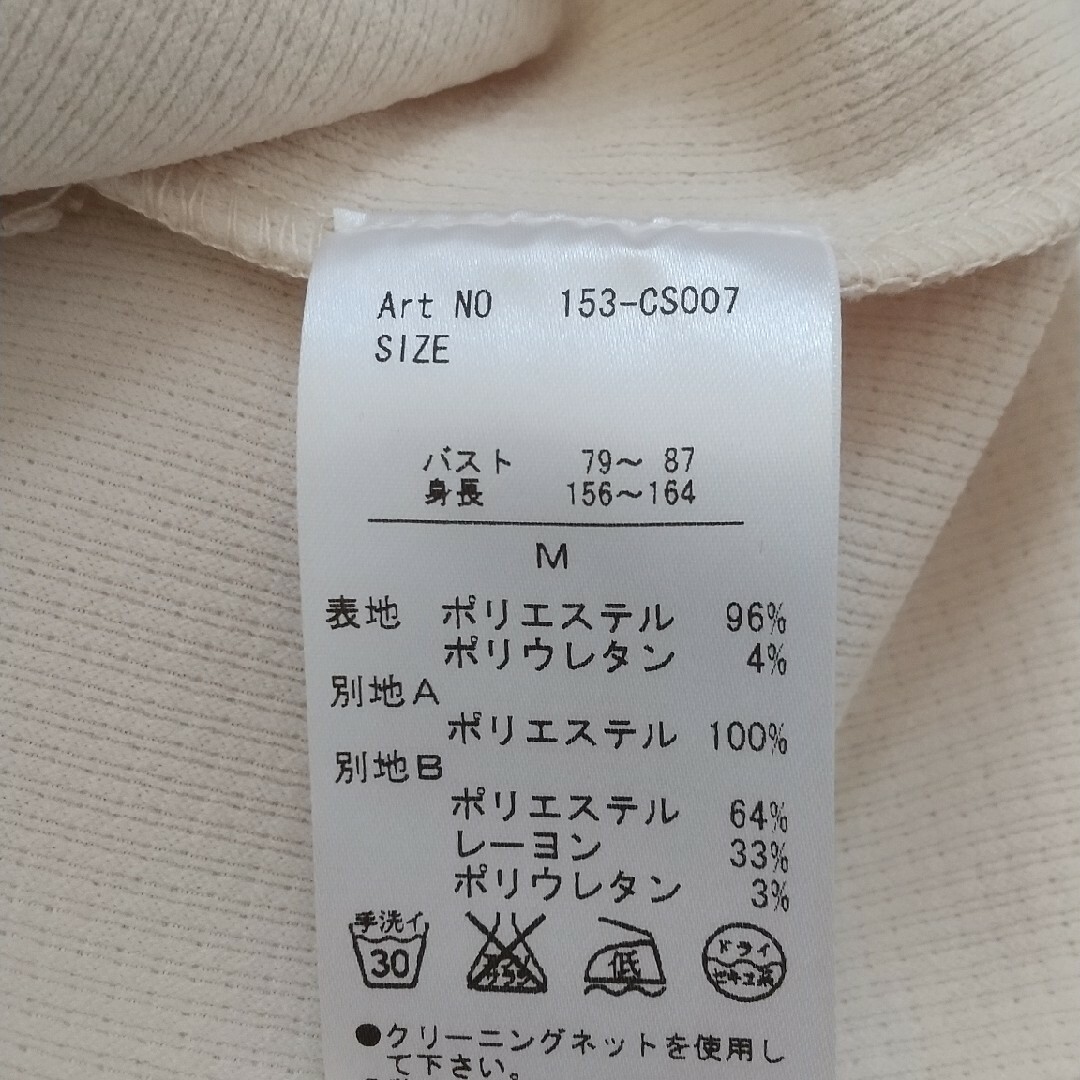 Art NO 153-CS007
SIZE
バスト 79～ 87
身長 156～164
M
表地 ポリエステル 96%
ポリウレタン 4%
別地A
ポリエステル 100%
別地B
ポリエステル 64%
レーヨン 33%
ポリウレタン 3%
手洗イ
30
低
ドライ
セキユ系
●クリーニングネットを使用し
て下さい。